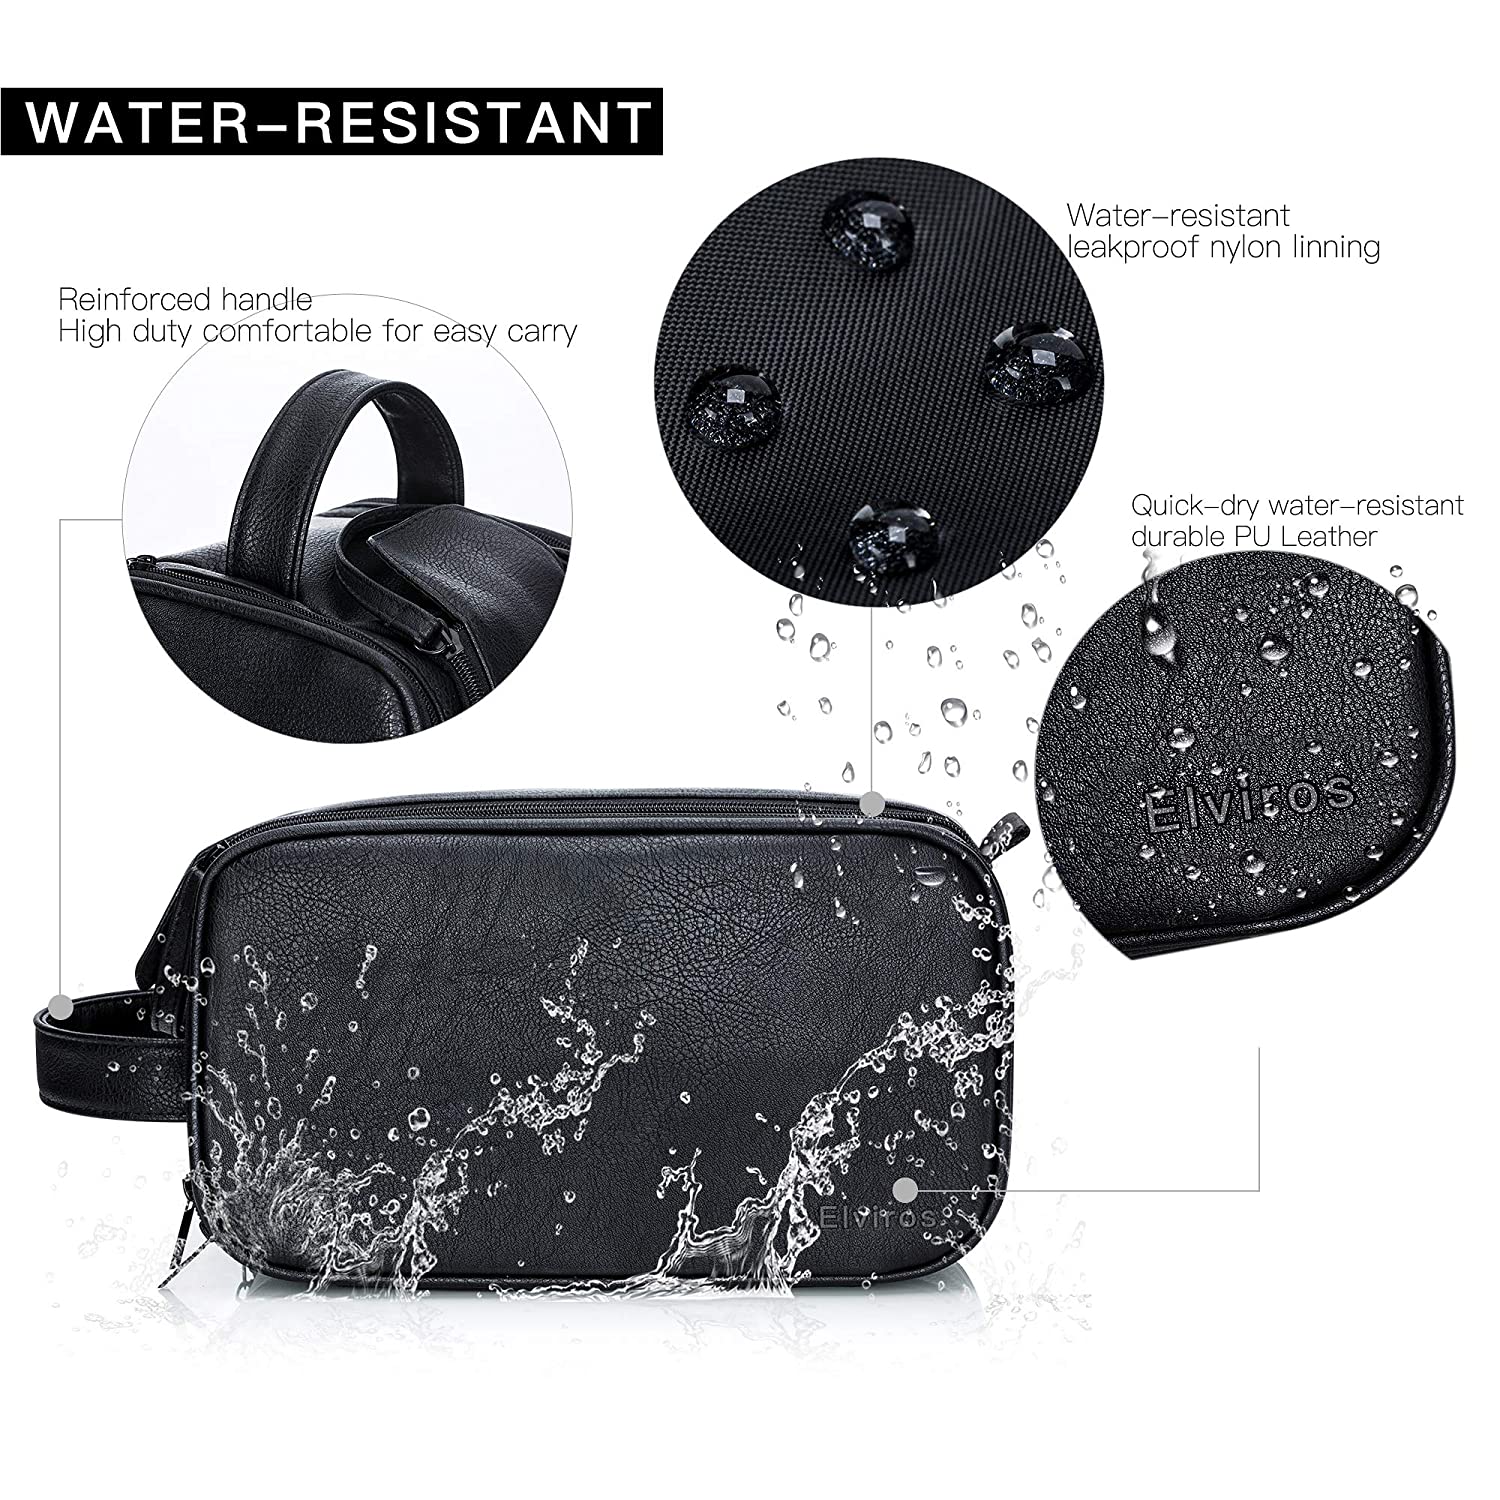 WATER-RESISTANT
Water-resistant
leakproof nylon linning
Reinforced handle
High duty comfortable for easy carry
Quick-dry water-resistant
durable PU Leather
Elviros
Elviros